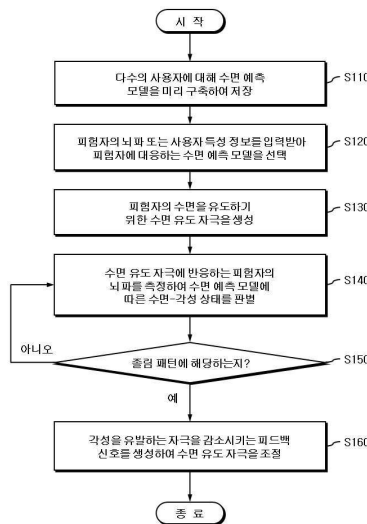 시 작
다수의 사용자에 대해 수면 예측
모델을 미리 구축하여 저장
S110
피험자의 뇌파 또는 사용자 특성 정보를 입력받아
피험자에 대응하는 수면 예측 모델을 선택
S120
피험자의 수면을 유도하기
위한 수면 유도 자극을 생성
S130
수면 유도 자극에 반응하는 피험자의
뇌파를 측정하여 수면 예측 모델에
따른 수면-각성 상태를 판별
S140
아니오
졸림 패턴에 해당하는지?
S150
예
각성을 유발하는 자극을 감소시키는 피드백
신호를 생성하여 수면 유도 자극을 조절
S160
종 료